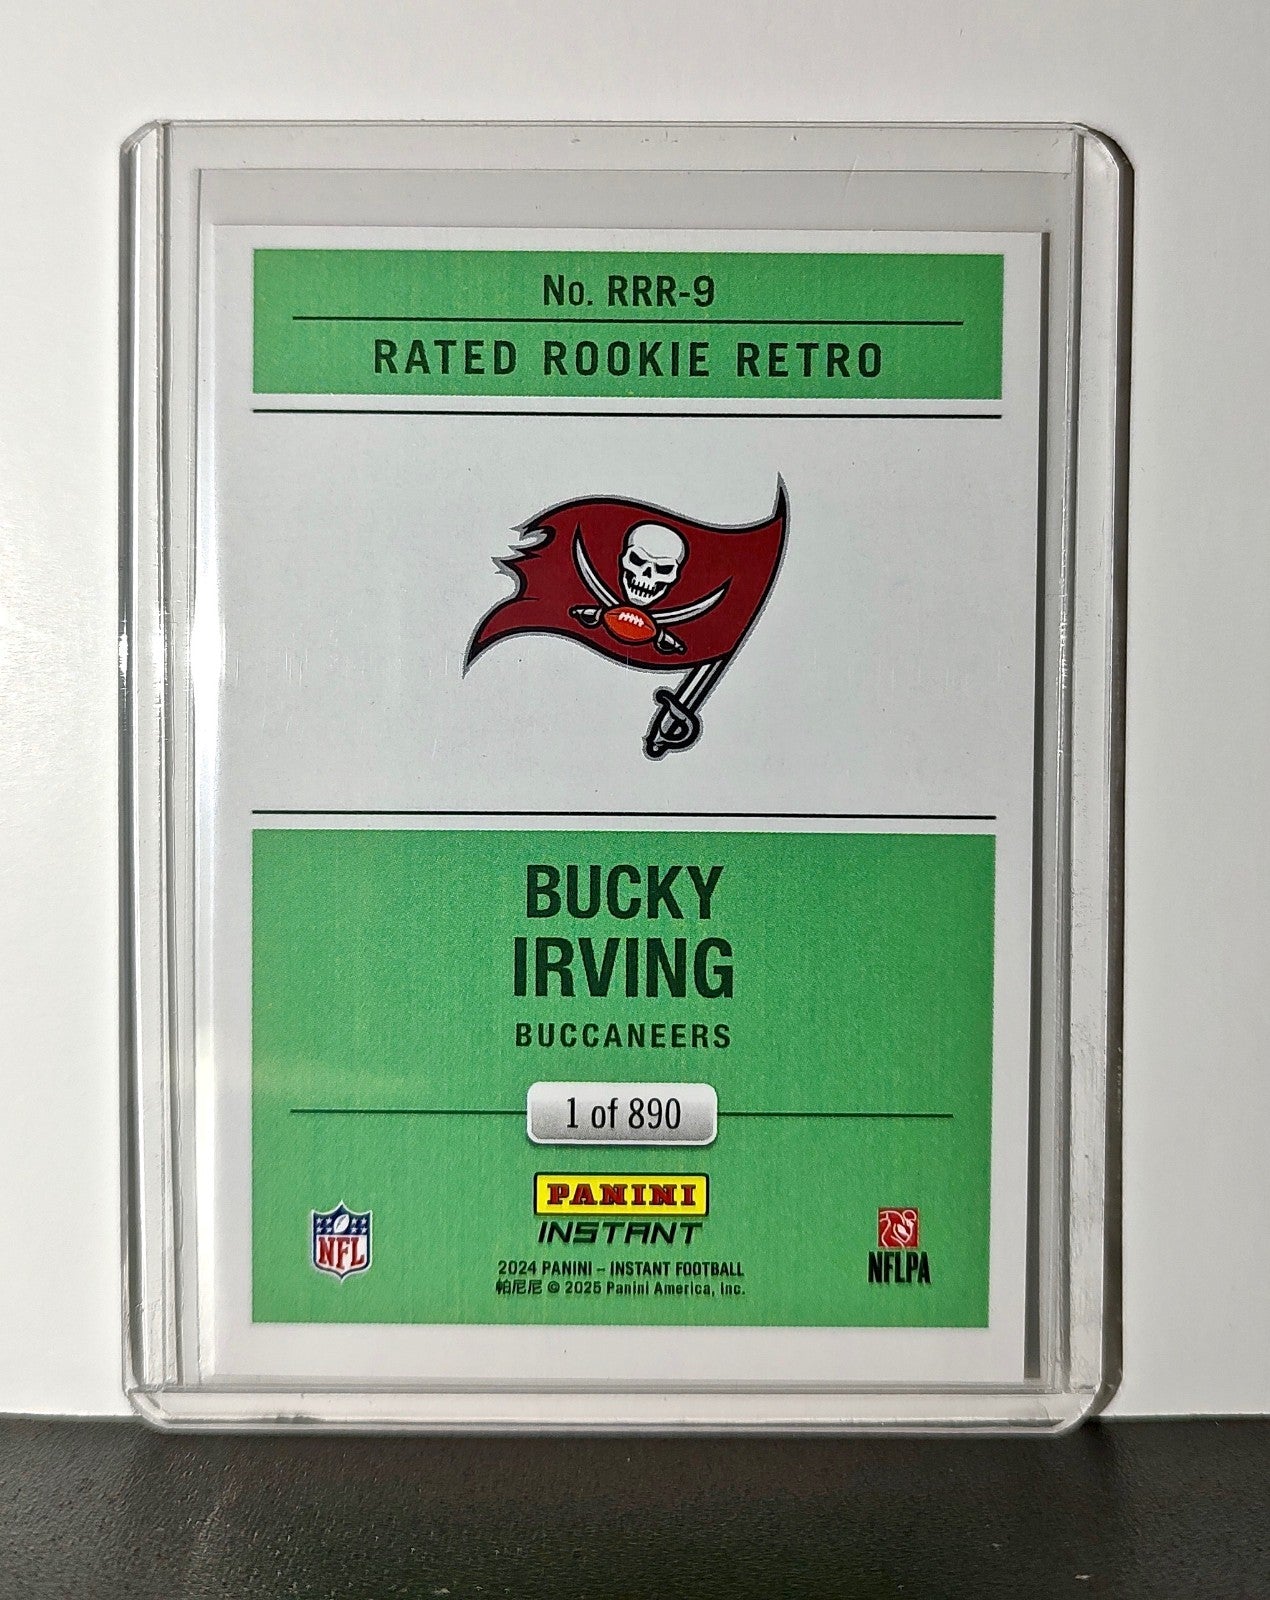 No. RRR-9
RATED ROOKIE RETRO
BUCKY
IRVING
BUCCANEERS
1 of 890
PANINI
INSTANT
NFL
NFLPA
2024 PANINI – INSTANT FOOTBALL
帕尼尼 © 2025 Panini America, Inc.